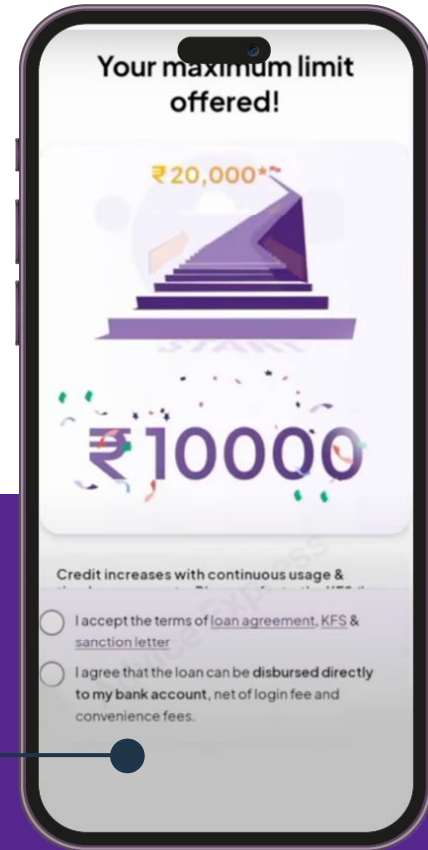 Your maximum limit
offered!
₹20,000*
START
₹10000
Credit increases with continuous usage &
I accept the terms of loan agreement, KFS &
sanction letter
I agree that the loan can be disbursed directly
to my bank account, net of login fee and
convenience fees.